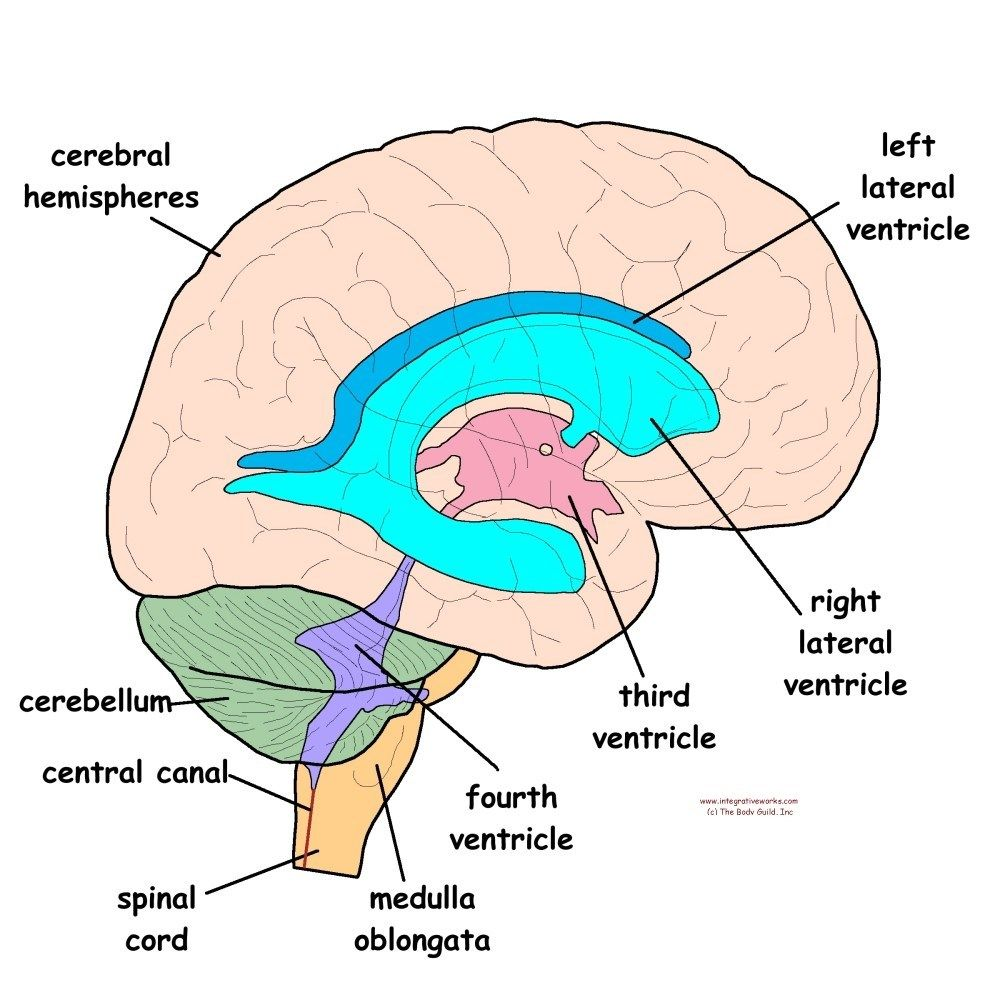 cerebral
hemispheres
left
lateral
ventricle
right
lateral
ventricle
third
ventricle
cerebellum
central canal
fourth
ventricle
www.integrativeworks.com
(c) The Body Guild, Inc
spinal
cord
medulla
oblongata